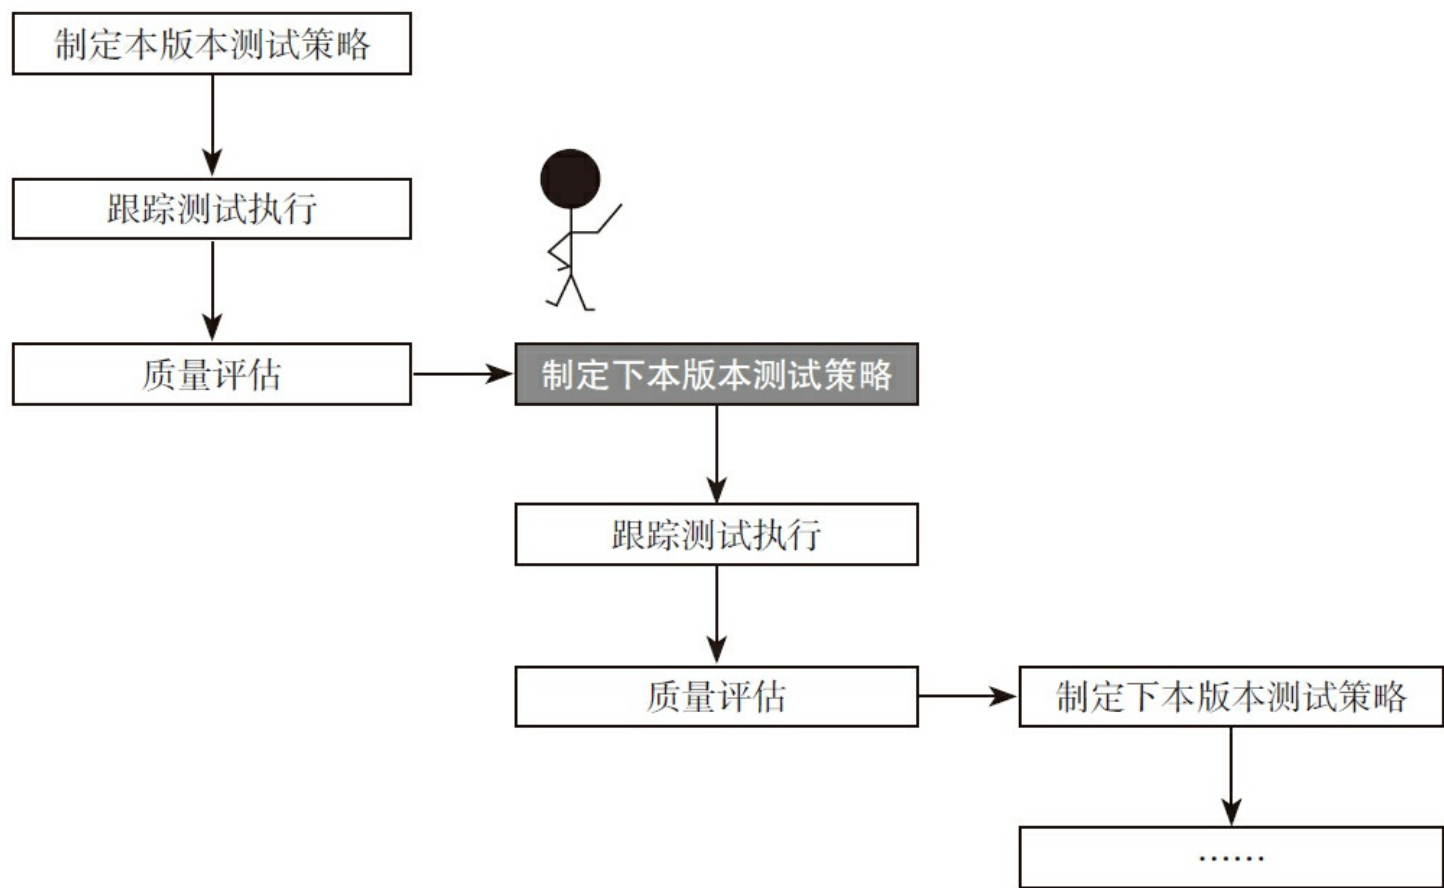 制定本版本测试策略
跟踪测试执行
质量评估
制定下本版本测试策略
跟踪测试执行
质量评估
制定下本版本测试策略
……